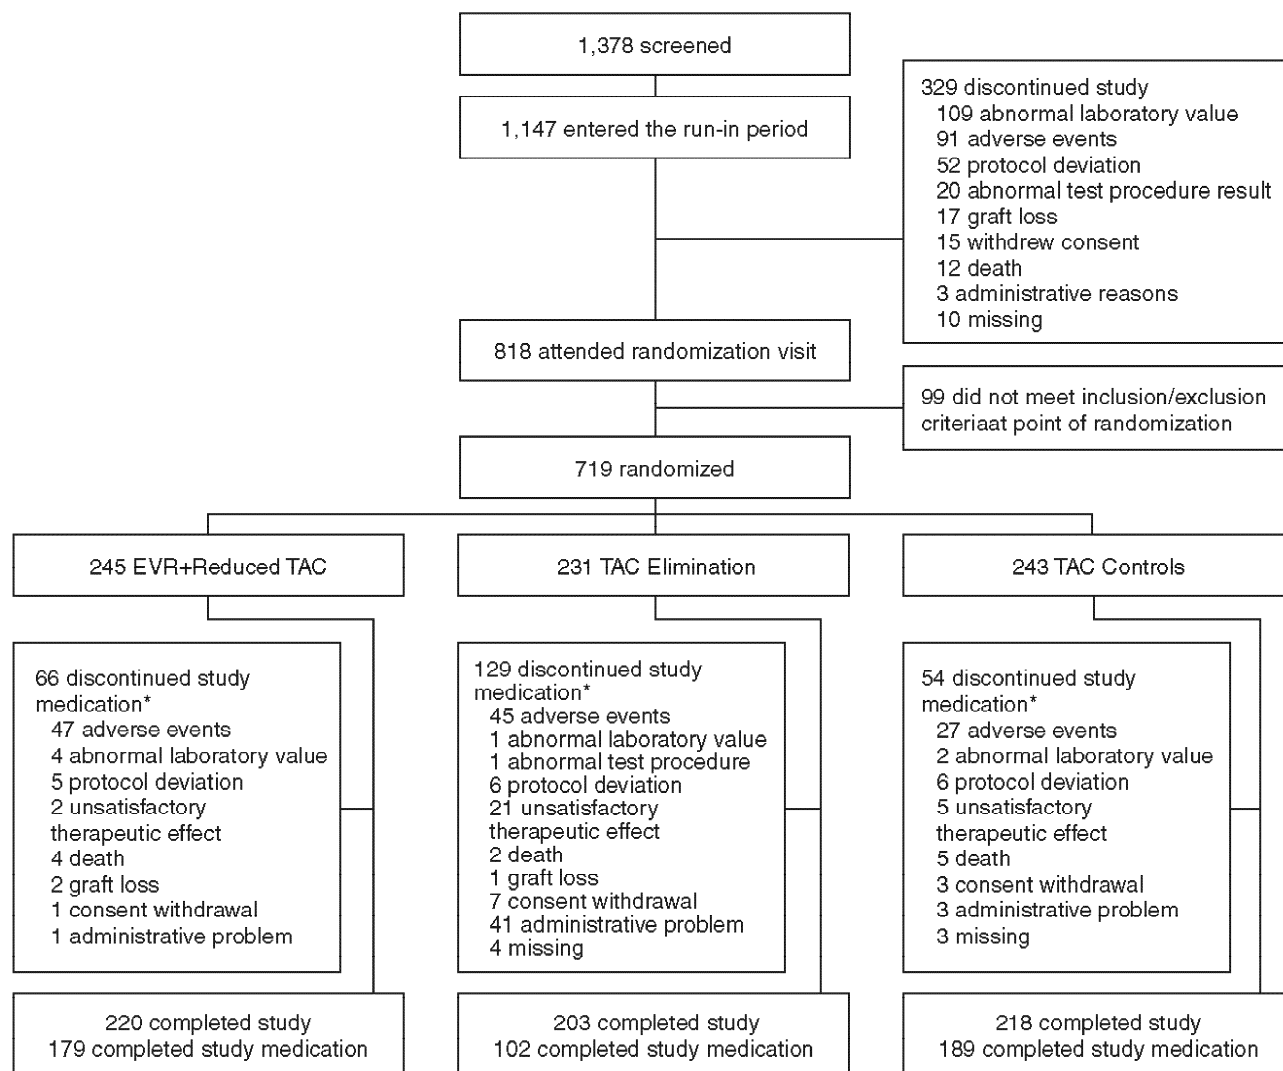 1,378 screened
1,147 entered the run-in period
329 discontinued study
109 abnormal laboratory value
91 adverse events
52 protocol deviation
20 abnormal test procedure result
17 graft loss
15 withdrew consent
12 death
3 administrative reasons
10 missing
818 attended randomization visit
99 did not meet inclusion/exclusion
criteriaat point of randomization
719 randomized
245 EVR+Reduced TAC
231 TAC Elimination
243 TAC Controls
66 discontinued study
medication*
47 adverse events
4 abnormal laboratory value
5 protocol deviation
2 unsatisfactory
therapeutic effect
4 death
2 graft loss
1 consent withdrawal
1 administrative problem
129 discontinued study
medication*
45 adverse events
1 abnormal laboratory value
1 abnormal test procedure
6 protocol deviation
21 unsatisfactory
therapeutic effect
2 death
1 graft loss
7 consent withdrawal
41 administrative problem
4 missing
54 discontinued study
medication*
27 adverse events
2 abnormal laboratory value
6 protocol deviation
5 unsatisfactory
therapeutic effect
5 death
3 consent withdrawal
3 administrative problem
3 missing
220 completed study
179 completed study medication
203 completed study
102 completed study medication
218 completed study
189 completed study medication